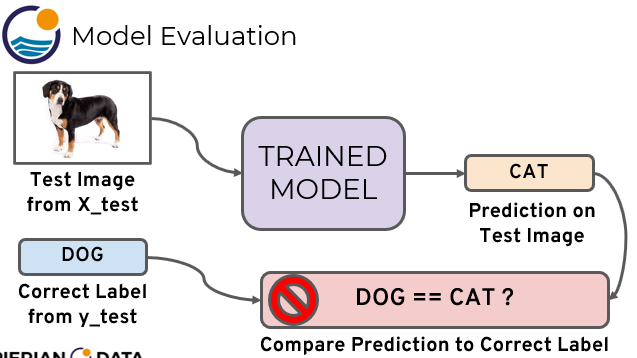 Model Evaluation
TRAINED
MODEL
CAT
Test Image
from X_test
Prediction on
Test Image
DOG
Correct Label
from y_test
DOG == CAT ?
Compare Prediction to Correct Label
PIERIAN DATA